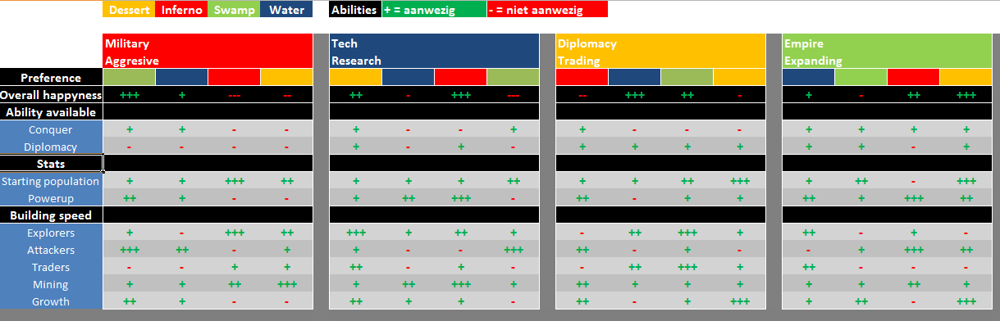 Dessert Inferno Swamp Water Abilities + = aanwezig - = niet aanwezig
Military Tech Diplomacy Empire
Aggresive Research Trading Expanding
Preference
Overall happyness +++ + --- -- ++ - +++ --- -- +++ ++ - + - ++ +++
Ability available
Conquer + + - - + - - + + - - - + + + +
Diplomacy - - - - + - + - + + + + + + - +
Stats
Starting population + + +++ ++ + + + ++ + + ++ +++ + ++ - +++
Powerup ++ + - - + ++ +++ - + - + + ++ + +++ ++
Building speed
Explorers + - +++ ++ +++ + ++ + - ++ +++ + ++ - + -
Attackers +++ ++ - + + - - +++ ++ - + - - + +++ ++
Traders - - + + ++ - + - - ++ +++ + ++ - - -
Mining + + ++ +++ ++ ++ +++ + ++ + + + + + ++ +
Growth ++ + - - ++ + + - ++ - + +++ + ++ - +++